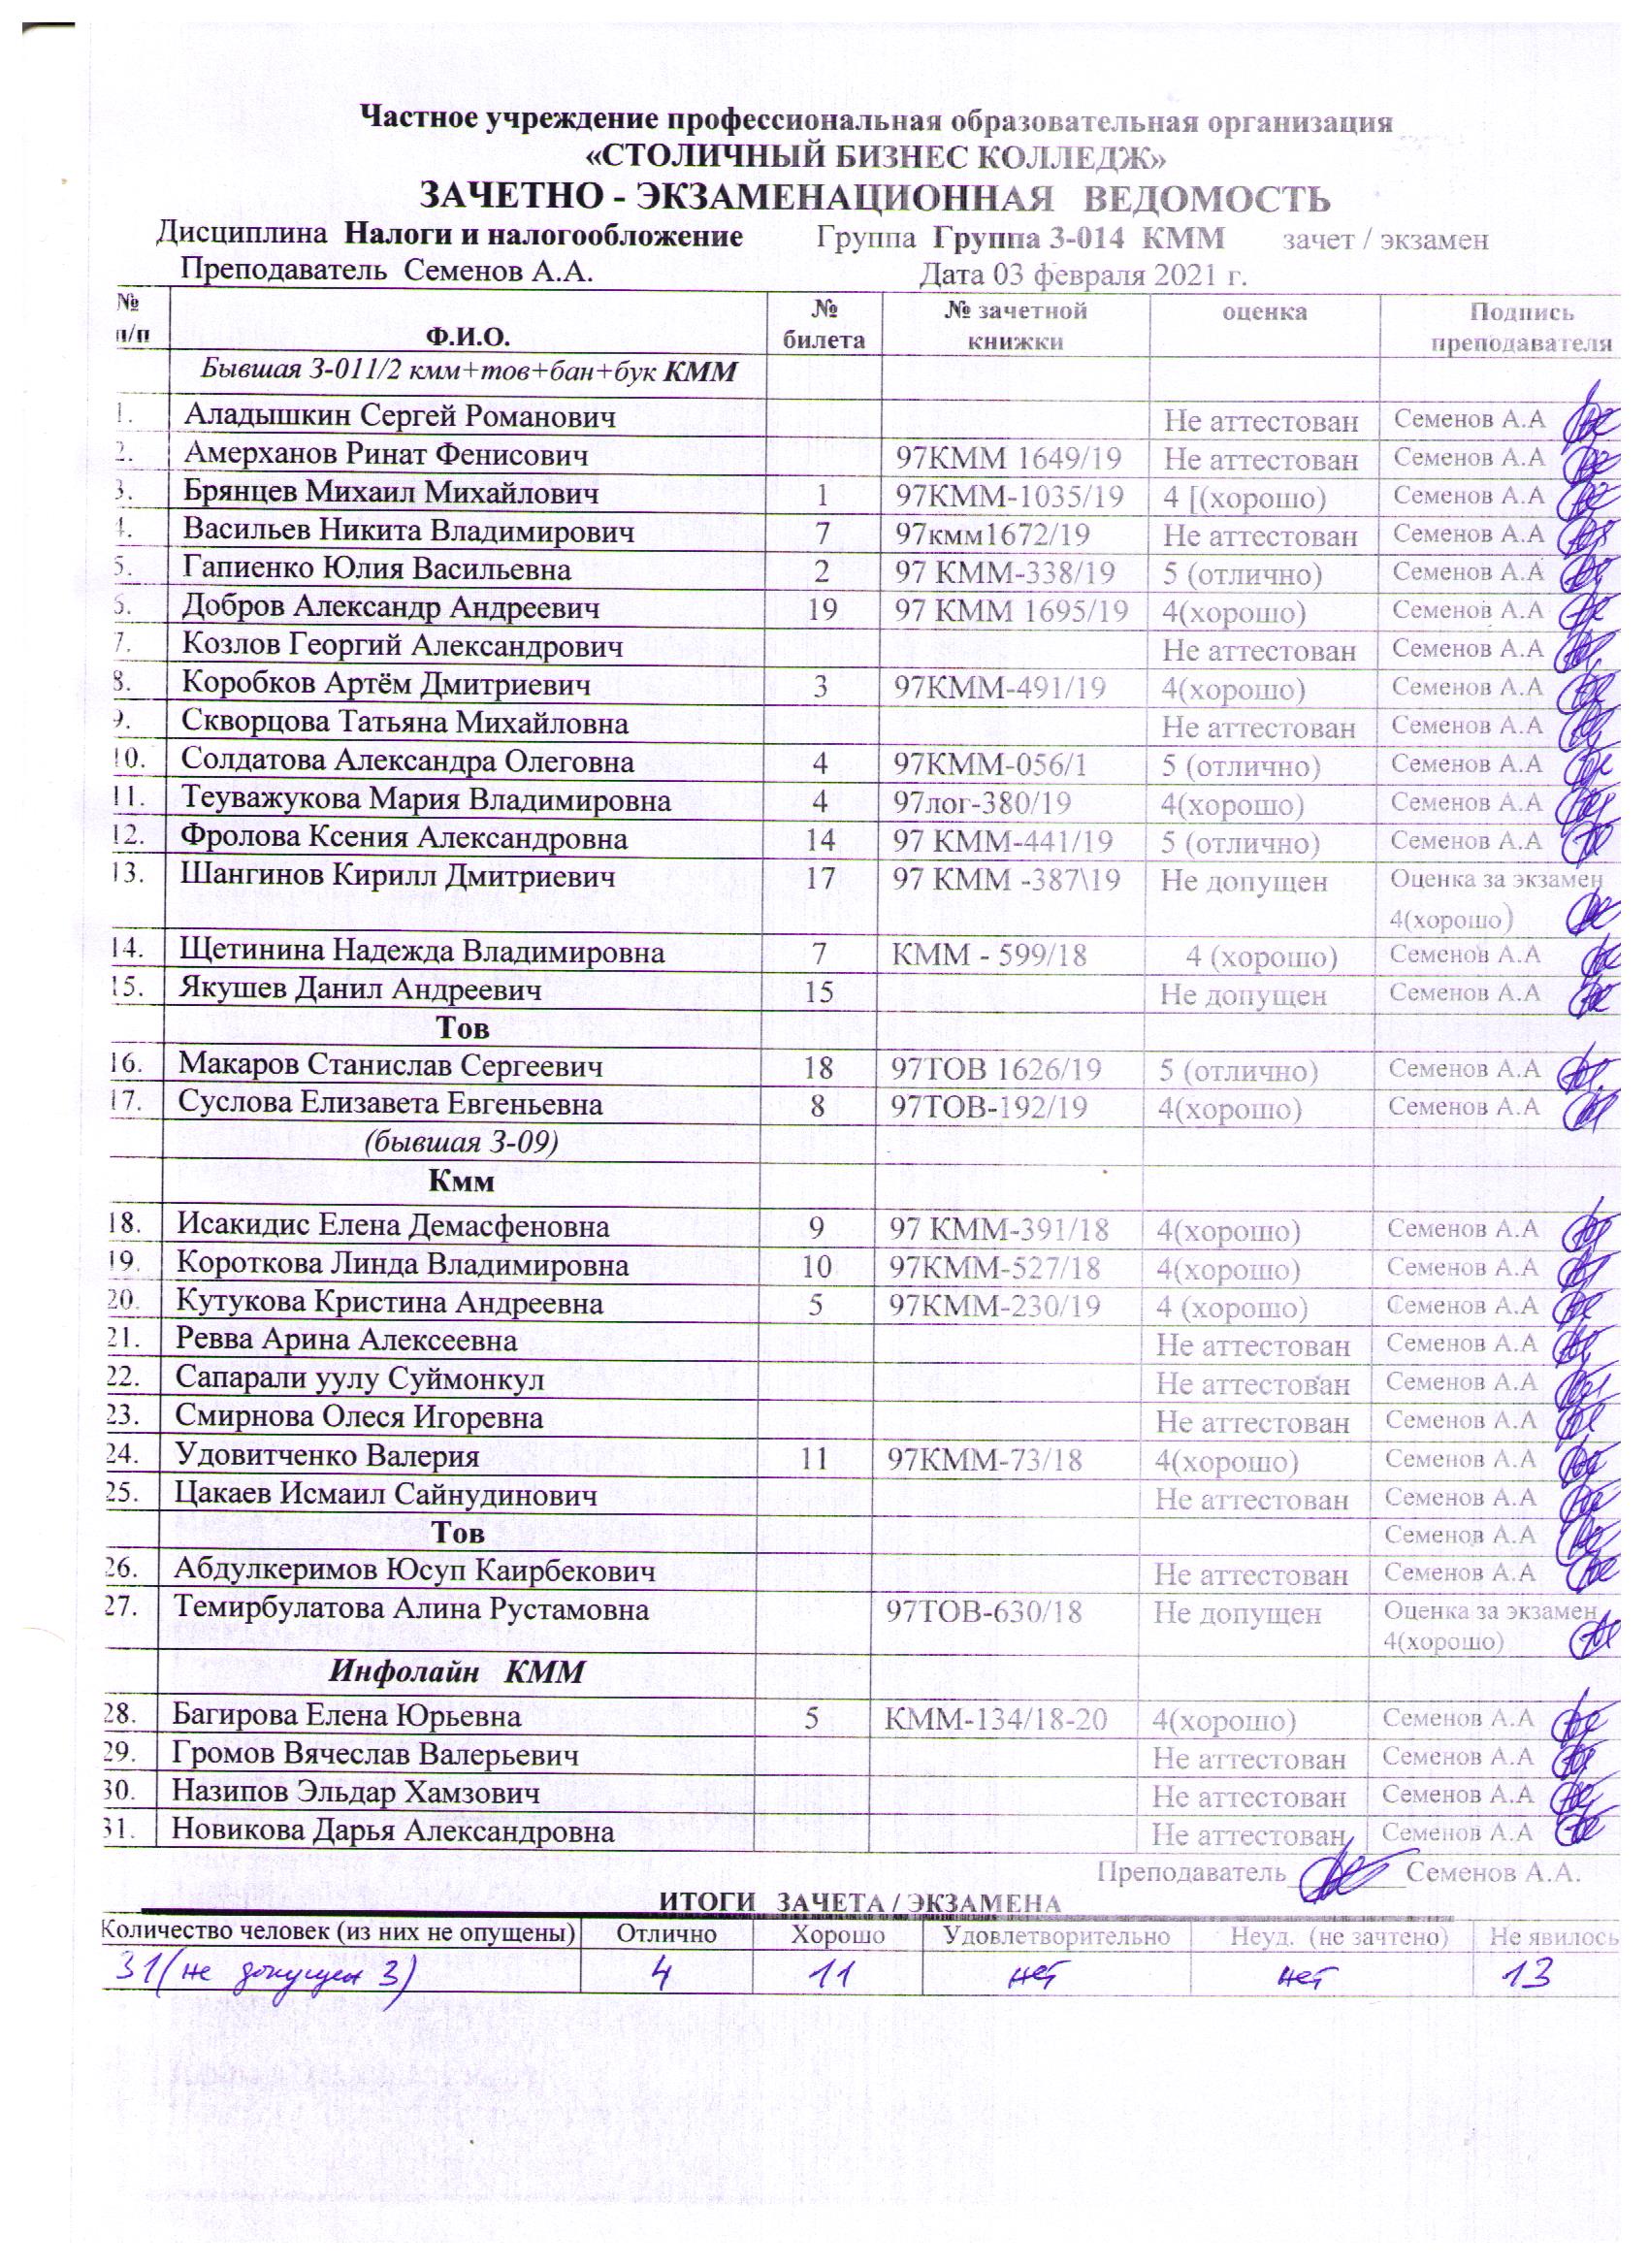 Частное учреждение профессиональная образовательная организация
«СТОЛИЧНЫЙ БИЗНЕС КОЛЛЕДЖ»
ЗАЧЕТНО - ЭКЗАМЕНАЦИОННАЯ ВЕДОМОСТЬ
Дисциплина Налоги и налогообложение Группа Группа З-014 КММ зачет / экзамен
Преподаватель Семенов А.А. Дата 03 февраля 2021 г.
№ п/п Ф.И.О. № билета № зачетной книжки оценка Подпись преподавателя
Бывшая З-011/2 кмм+тов+бан+бук КММ
1. Аладышкин Сергей Романович Не аттестован Семенов А.А
2. Амерханов Ринат Фенисович 97КММ 1649/19 Не аттестован Семенов А.А
3. Брянцев Михаил Михайлович 1 97КММ-1035/19 4 [(хорошо) Семенов А.А
4. Васильев Никита Владимирович 7 97кмм1672/19 Не аттестован Семенов А.А
5. Гапиенко Юлия Васильевна 2 97 КММ-338/19 5 (отлично) Семенов А.А
6. Добров Александр Андреевич 19 97 КММ 1695/19 4(хорошо) Семенов А.А
7. Козлов Георгий Александрович Не аттестован Семенов А.А
8. Коробков Артём Дмитриевич 3 97КММ-491/19 4(хорошо) Семенов А.А
9. Скворцова Татьяна Михайловна Не аттестован Семенов А.А
10. Солдатова Александра Олеговна 4 97КММ-056/1 5 (отлично) Семенов А.А
11. Теуважукова Мария Владимировна 4 97лог-380/19 4(хорошо) Семенов А.А
12. Фролова Ксения Александровна 14 97 КММ-441/19 5 (отлично) Семенов А.А
13. Шангинов Кирилл Дмитриевич 17 97 КММ -387\19 Не допущен Оценка за экзамен
4(хорошо)
14. Щетинина Надежда Владимировна 7 КММ - 599/18 4 (хорошо) Семенов А.А
15. Якушев Данил Андреевич 15 Не допущен Семенов А.А
Тов
16. Макаров Станислав Сергеевич 18 97ТОВ 1626/19 5 (отлично) Семенов А.А
17. Суслова Елизавета Евгеньевна 8 97ТОВ-192/19 4(хорошо) Семенов А.А
(бывшая З-09)
Кмм
18. Исакидис Елена Демасфеновна 9 97 КММ-391/18 4(хорошо) Семенов А.А
19. Короткова Линда Владимировна 10 97КММ-527/18 4(хорошо) Семенов А.А
20. Кутукова Кристина Андреевна 5 97КММ-230/19 4 (хорошо) Семенов А.А
21. Ревва Арина Алексеевна Не аттестован Семенов А.А
22. Сапарали уулу Суймонкул Не аттестован Семенов А.А
23. Смирнова Олеся Игоревна Не аттестован Семенов А.А
24. Удовитченко Валерия 11 97КММ-73/18 4(хорошо) Семенов А.А
25. Цакаев Исмаил Сайнудинович Не аттестован Семенов А.А
Тов Семенов А.А
26. Абдулкеримов Юсуп Каирбекович Не аттестован Семенов А.А
27. Темирбулатова Алина Рустамовна 97ТОВ-630/18 Не допущен Оценка за экзамен
4(хорошо)
Инфолайн КММ
28. Багирова Елена Юрьевна 5 КММ-134/18-20 4(хорошо) Семенов А.А
29. Громов Вячеслав Валерьевич Не аттестован Семенов А.А
30. Назипов Эльдар Хамзович Не аттестован Семенов А.А
31. Новикова Дарья Александровна Не аттестован Семенов А.А
Преподаватель Семенов А.А.
ИТОГИ ЗАЧЕТА / ЭКЗАМЕНА
Количество человек (из них не опущены) Отлично Хорошо Удовлетворительно Неуд. (не зачтено) Не явилось
31 (не допущен 3) 4 11 нет нет 13